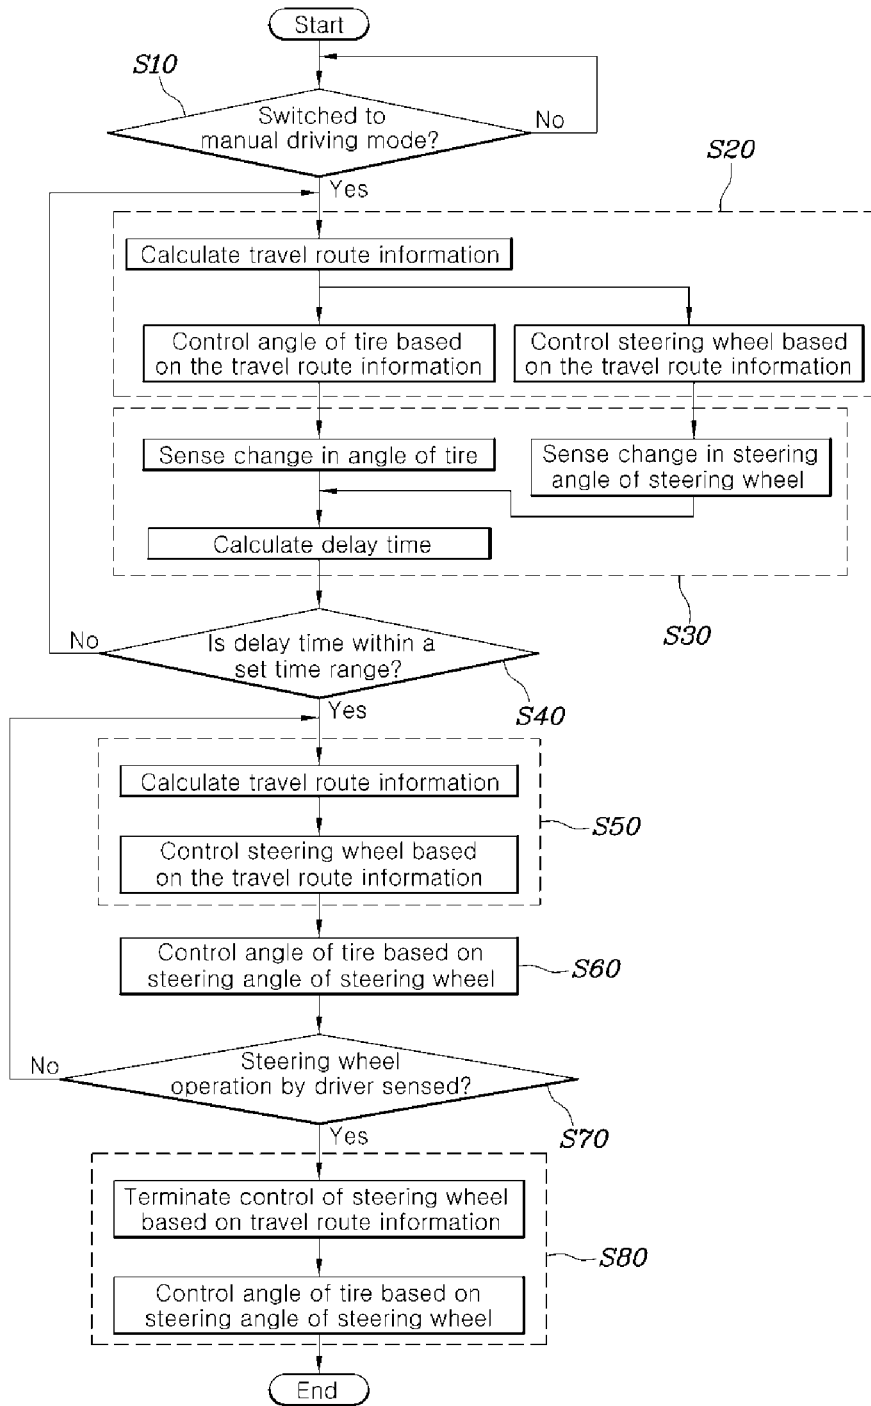 Start
S10
Switched to
manual driving mode?
No
Yes
S20
Calculate travel route information
Control angle of tire based
on the travel route information
Control steering wheel based
on the travel route information
Sense change in angle of tire
Sense change in steering
angle of steering wheel
Calculate delay time
S30
No
Is delay time within a
set time range?
S40
Yes
Calculate travel route information
S50
Control steering wheel based
on the travel route information
Control angle of tire based on
steering angle of steering wheel
S60
No
Steering wheel
operation by driver sensed?
S70
Yes
Terminate control of steering wheel
based on travel route information
S80
Control angle of tire based on
steering angle of steering wheel
End